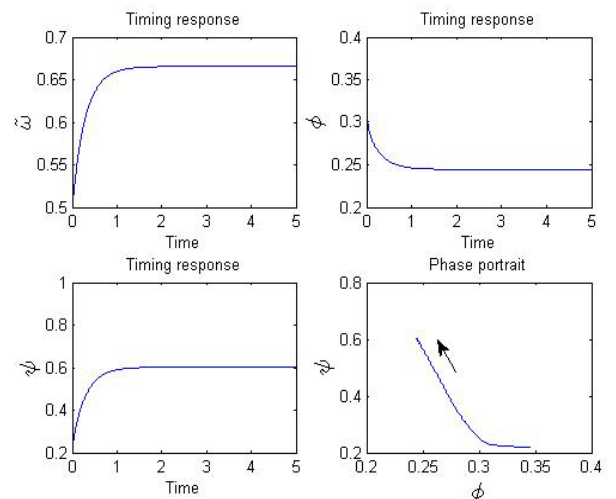 Timing response
0.7
0.65
0.6
0.55
0.5
ω̃
0 1 2 3 4 5
Time
Timing response
0.4
0.35
0.3
0.25
0.2
ϕ
0 1 2 3 4 5
Time
Timing response
1
0.8
0.6
0.4
0.2
ψ
0 1 2 3 4 5
Time
Phase portrait
0.8
0.6
0.4
0.2
ψ
0.2 0.25 0.3 0.35 0.4
ϕ